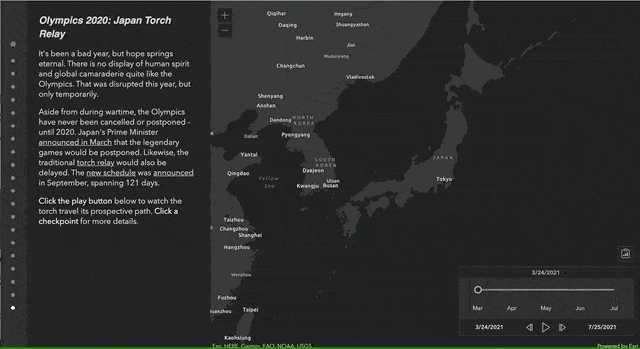 Olympics 2020: Japan Torch
Relay
It's been a bad year, but hope springs
eternal. There is no display of human spirit
and global camaraderie quite like the
Olympics. That was disrupted this year, but
only temporarily.
Aside from during wartime, the Olympics
have never been cancelled or postponed -
until 2020. Japan's Prime Minister
announced in March that the legendary
games would be postponed. Likewise, the
traditional torch relay would also be
delayed. The new schedule was announced
in September, spanning 121 days.
Click the play button below to watch the
torch travel its prospective path. Click a
checkpoint for more details.
+
−
Qiqihar
Hegang
Daqing
Shuangyashan
Harbin
Jixi
Mudanjiang
Changchun
Vladivostok
Shenyang
Anshan
Dandong
NORTH
KOREA
Dalian
Pyongyang
Yantai
SOUTH
KOREA
Daejeon
JAPAN
Qingdao
Yellow
Sea
Kwangju
Ulsan
Busan
Tokyo
Taizhou
Changzhou
Shanghai
Hangzhou
Wenzhou
Fuzhou
Taipei
Kaohsiung
3/24/2021
Mar
Apr
May
Jun
Jul
3/24/2021
7/25/2021
Esri, HERE, Garmin, FAO, NOAA, USGS
Powered by Esri